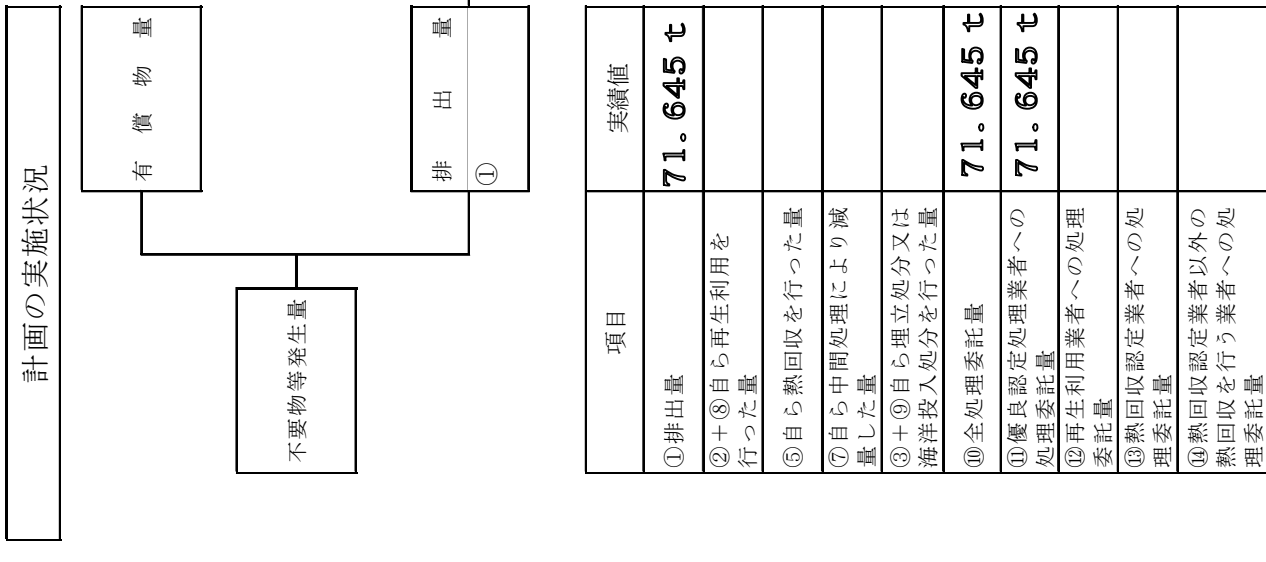 計画の実施状況
有償物量
不要物等発生量
排出量
①
項目 実績値
①排出量 71.645 t
②+⑧自ら再生利用を
行った量
⑤自ら熱回収を行った量
⑦自ら中間処理により減
量した量
③+⑨自ら埋立処分又は
海洋投入処分を行った量
⑩全処理委託量 71.645 t
⑪優良認定処理業者への
処理委託量 71.645 t
⑫再生利用業者への処理
委託量
⑬熱回収認定業者への処
理委託量
⑭熱回収認定業者以外の
熱回収を行う業者への処
理委託量